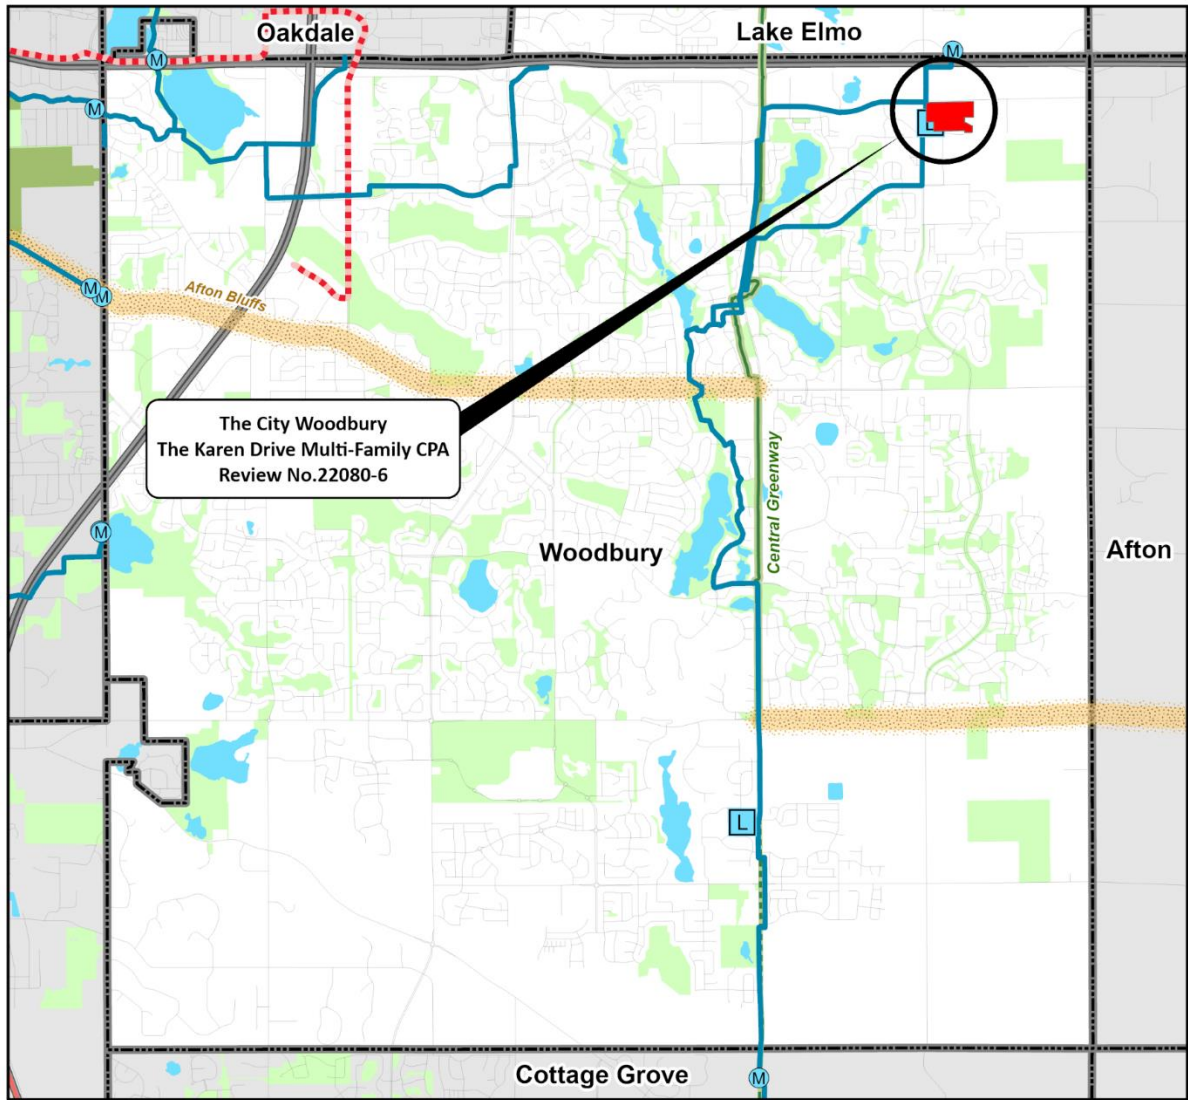 Oakdale
Lake Elmo
M
M
M
L
Afton Bluffs
M
M
The City Woodbury
The Karen Drive Multi-Family CPA
Review No.22080-6
Central Greenway
M
Woodbury
Afton
L
Cottage Grove
M